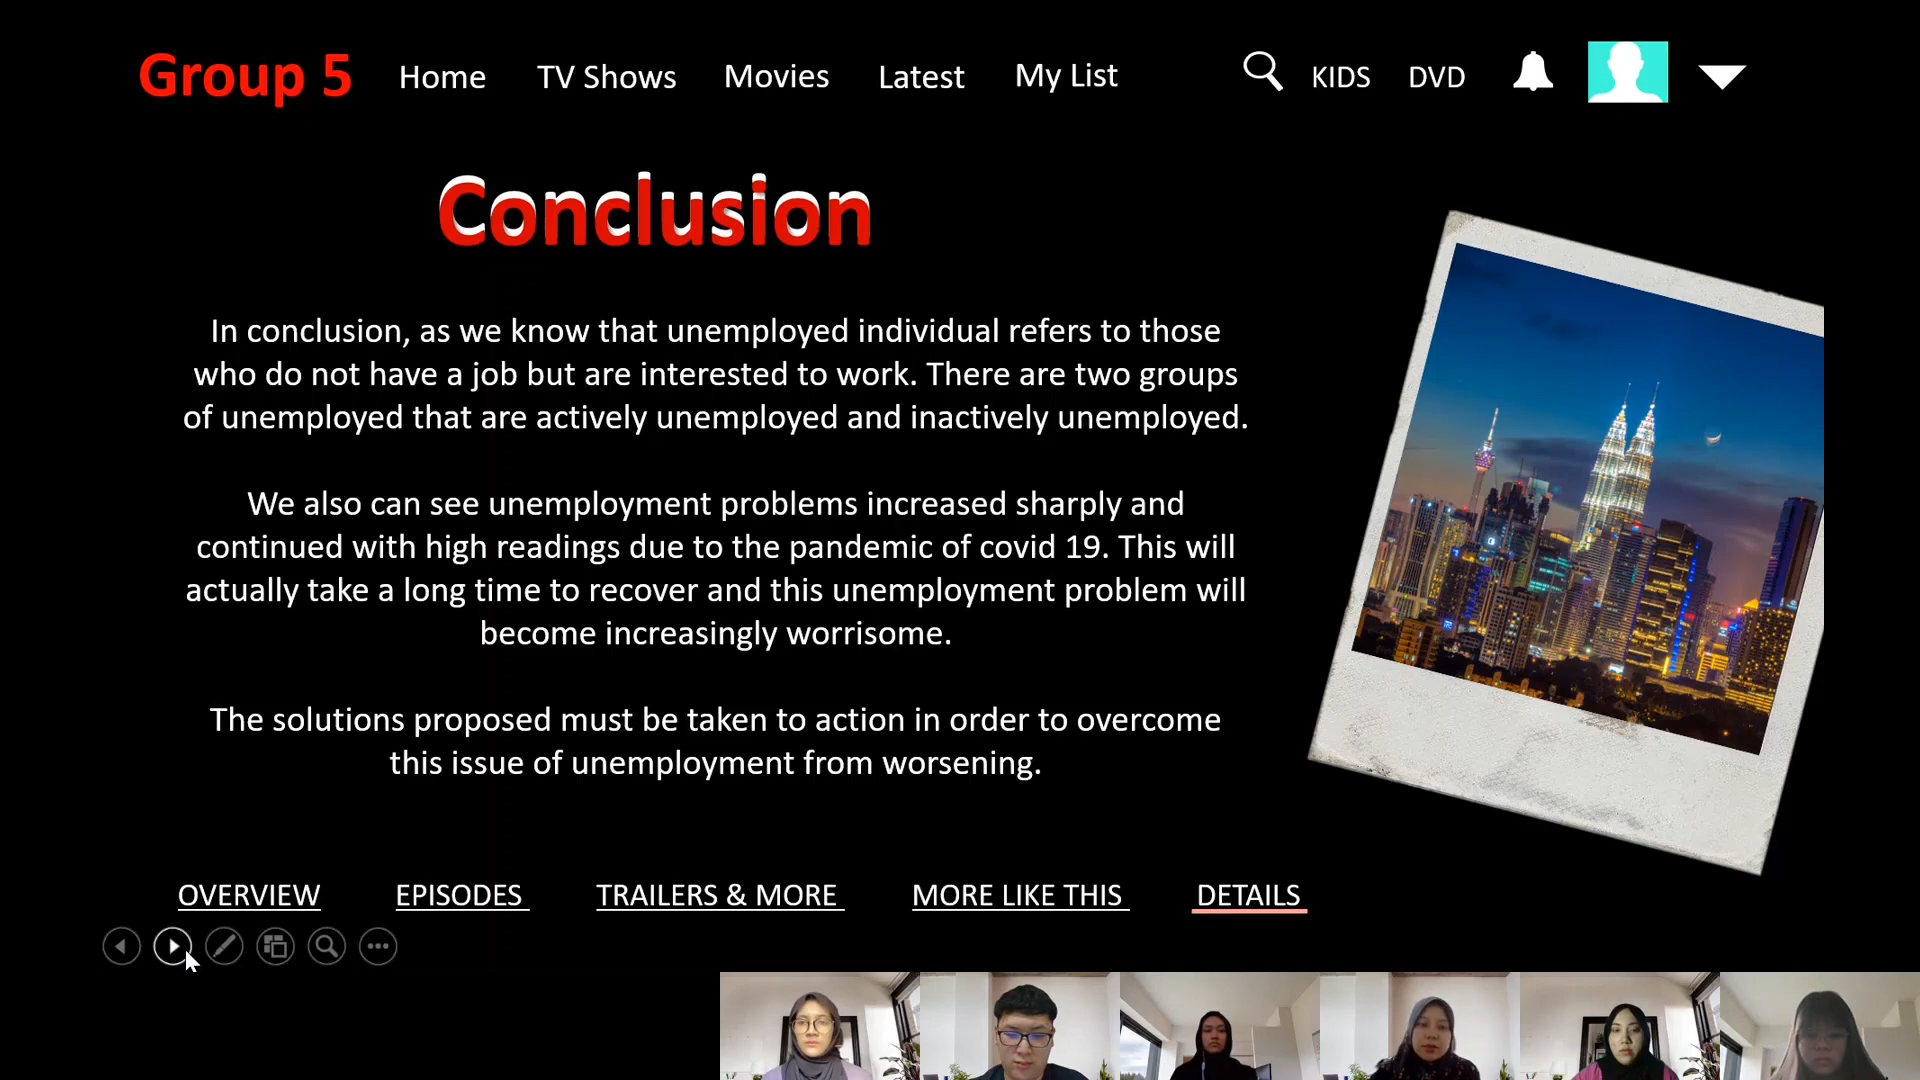 Group 5 Home TV Shows Movies Latest My List KIDS DVD
Conclusion
In conclusion, as we know that unemployed individual refers to those
who do not have a job but are interested to work. There are two groups
of unemployed that are actively unemployed and inactively unemployed.
We also can see unemployment problems increased sharply and
continued with high readings due to the pandemic of covid 19. This will
actually take a long time to recover and this unemployment problem will
become increasingly worrisome.
The solutions proposed must be taken to action in order to overcome
this issue of unemployment from worsening.
OVERVIEW EPISODES TRAILERS & MORE MORE LIKE THIS DETAILS